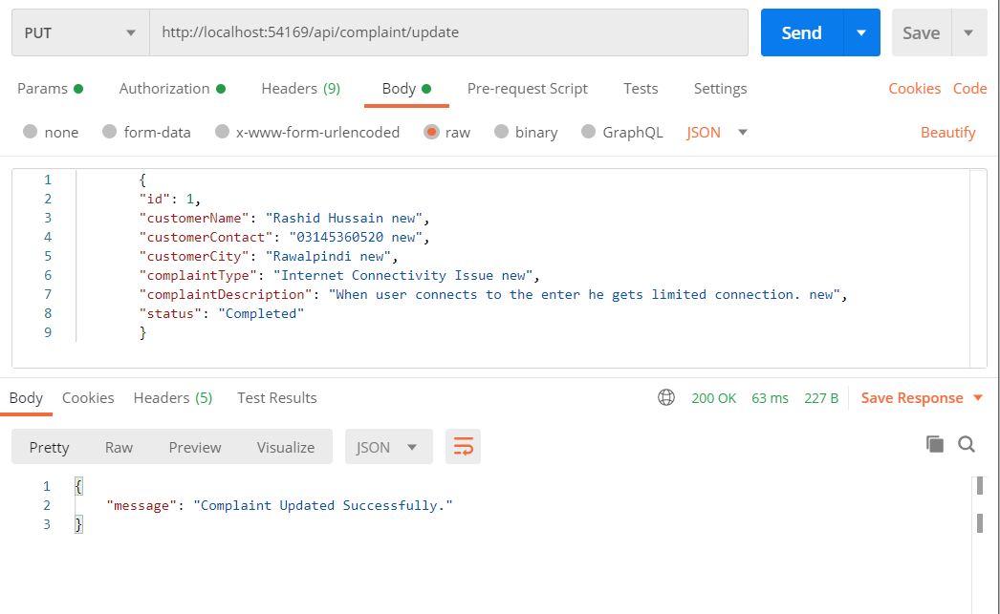 PUT http://localhost:54169/api/complaint/update Send Save
Params Authorization Headers (9) Body Pre-request Script Tests Settings Cookies Code
none form-data x-www-form-urlencoded raw binary GraphQL JSON Beautify
1 {
2 "id": 1,
3 "customerName": "Rashid Hussain new",
4 "customerContact": "03145360520 new",
5 "customerCity": "Rawalpindi new",
6 "complaintType": "Internet Connectivity Issue new",
7 "complaintDescription": "When user connects to the enter he gets limited connection. new",
8 "status": "Completed"
9 }
Body Cookies Headers (5) Test Results 200 OK 63 ms 227 B Save Response
Pretty Raw Preview Visualize JSON
1 {
2 "message": "Complaint Updated Successfully."
3 }